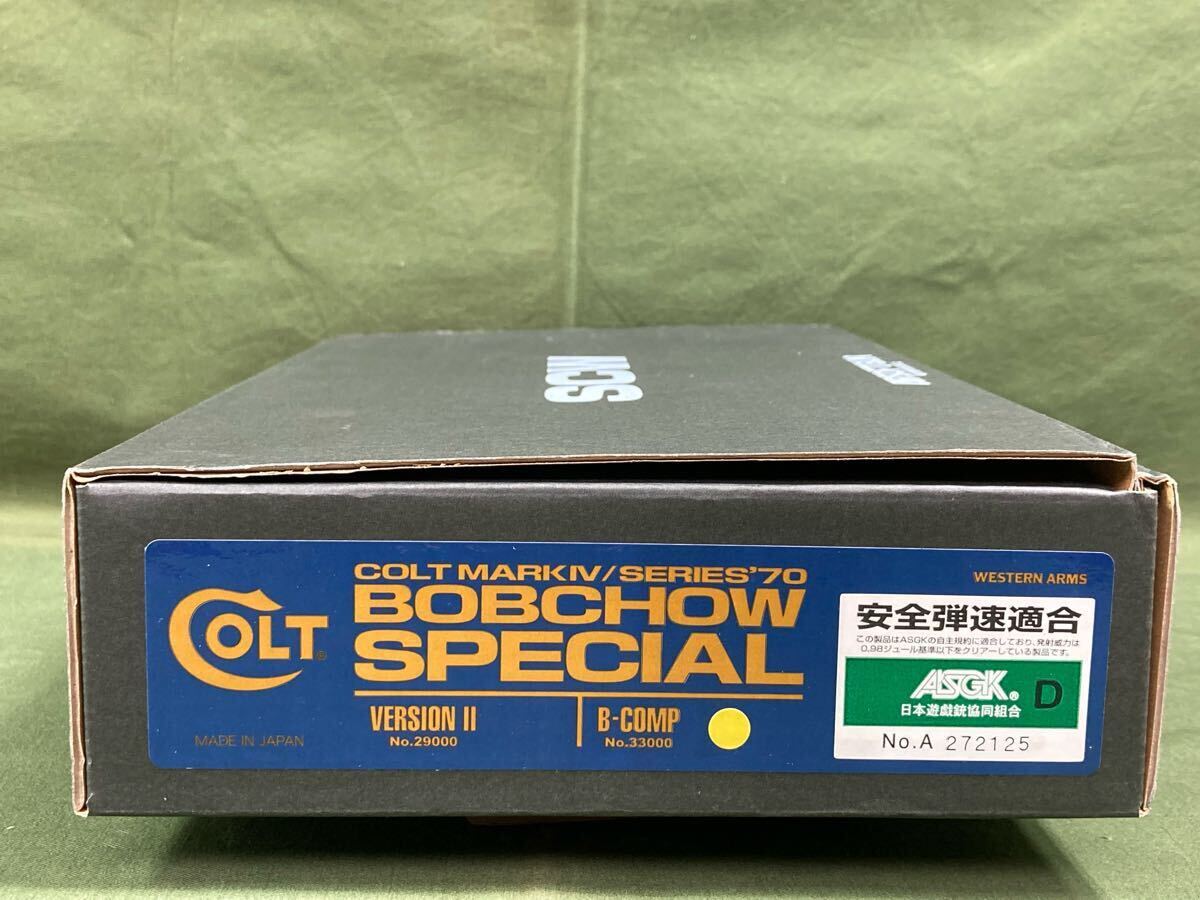 SCW
COLT®
COLT MARKIV/SERIES'70
BOBCHOW
SPECIAL
VERSION II
No.29000
B-COMP
No.33000
MADE IN JAPAN
WESTERN ARMS
安全弾速適合
この製品はASGKの自主規約に適合しており、発射威力は
0.98ジュール基準以下をクリアーしている製品です。
ASGK® D
日本遊戯銃協同組合
No.A 272125